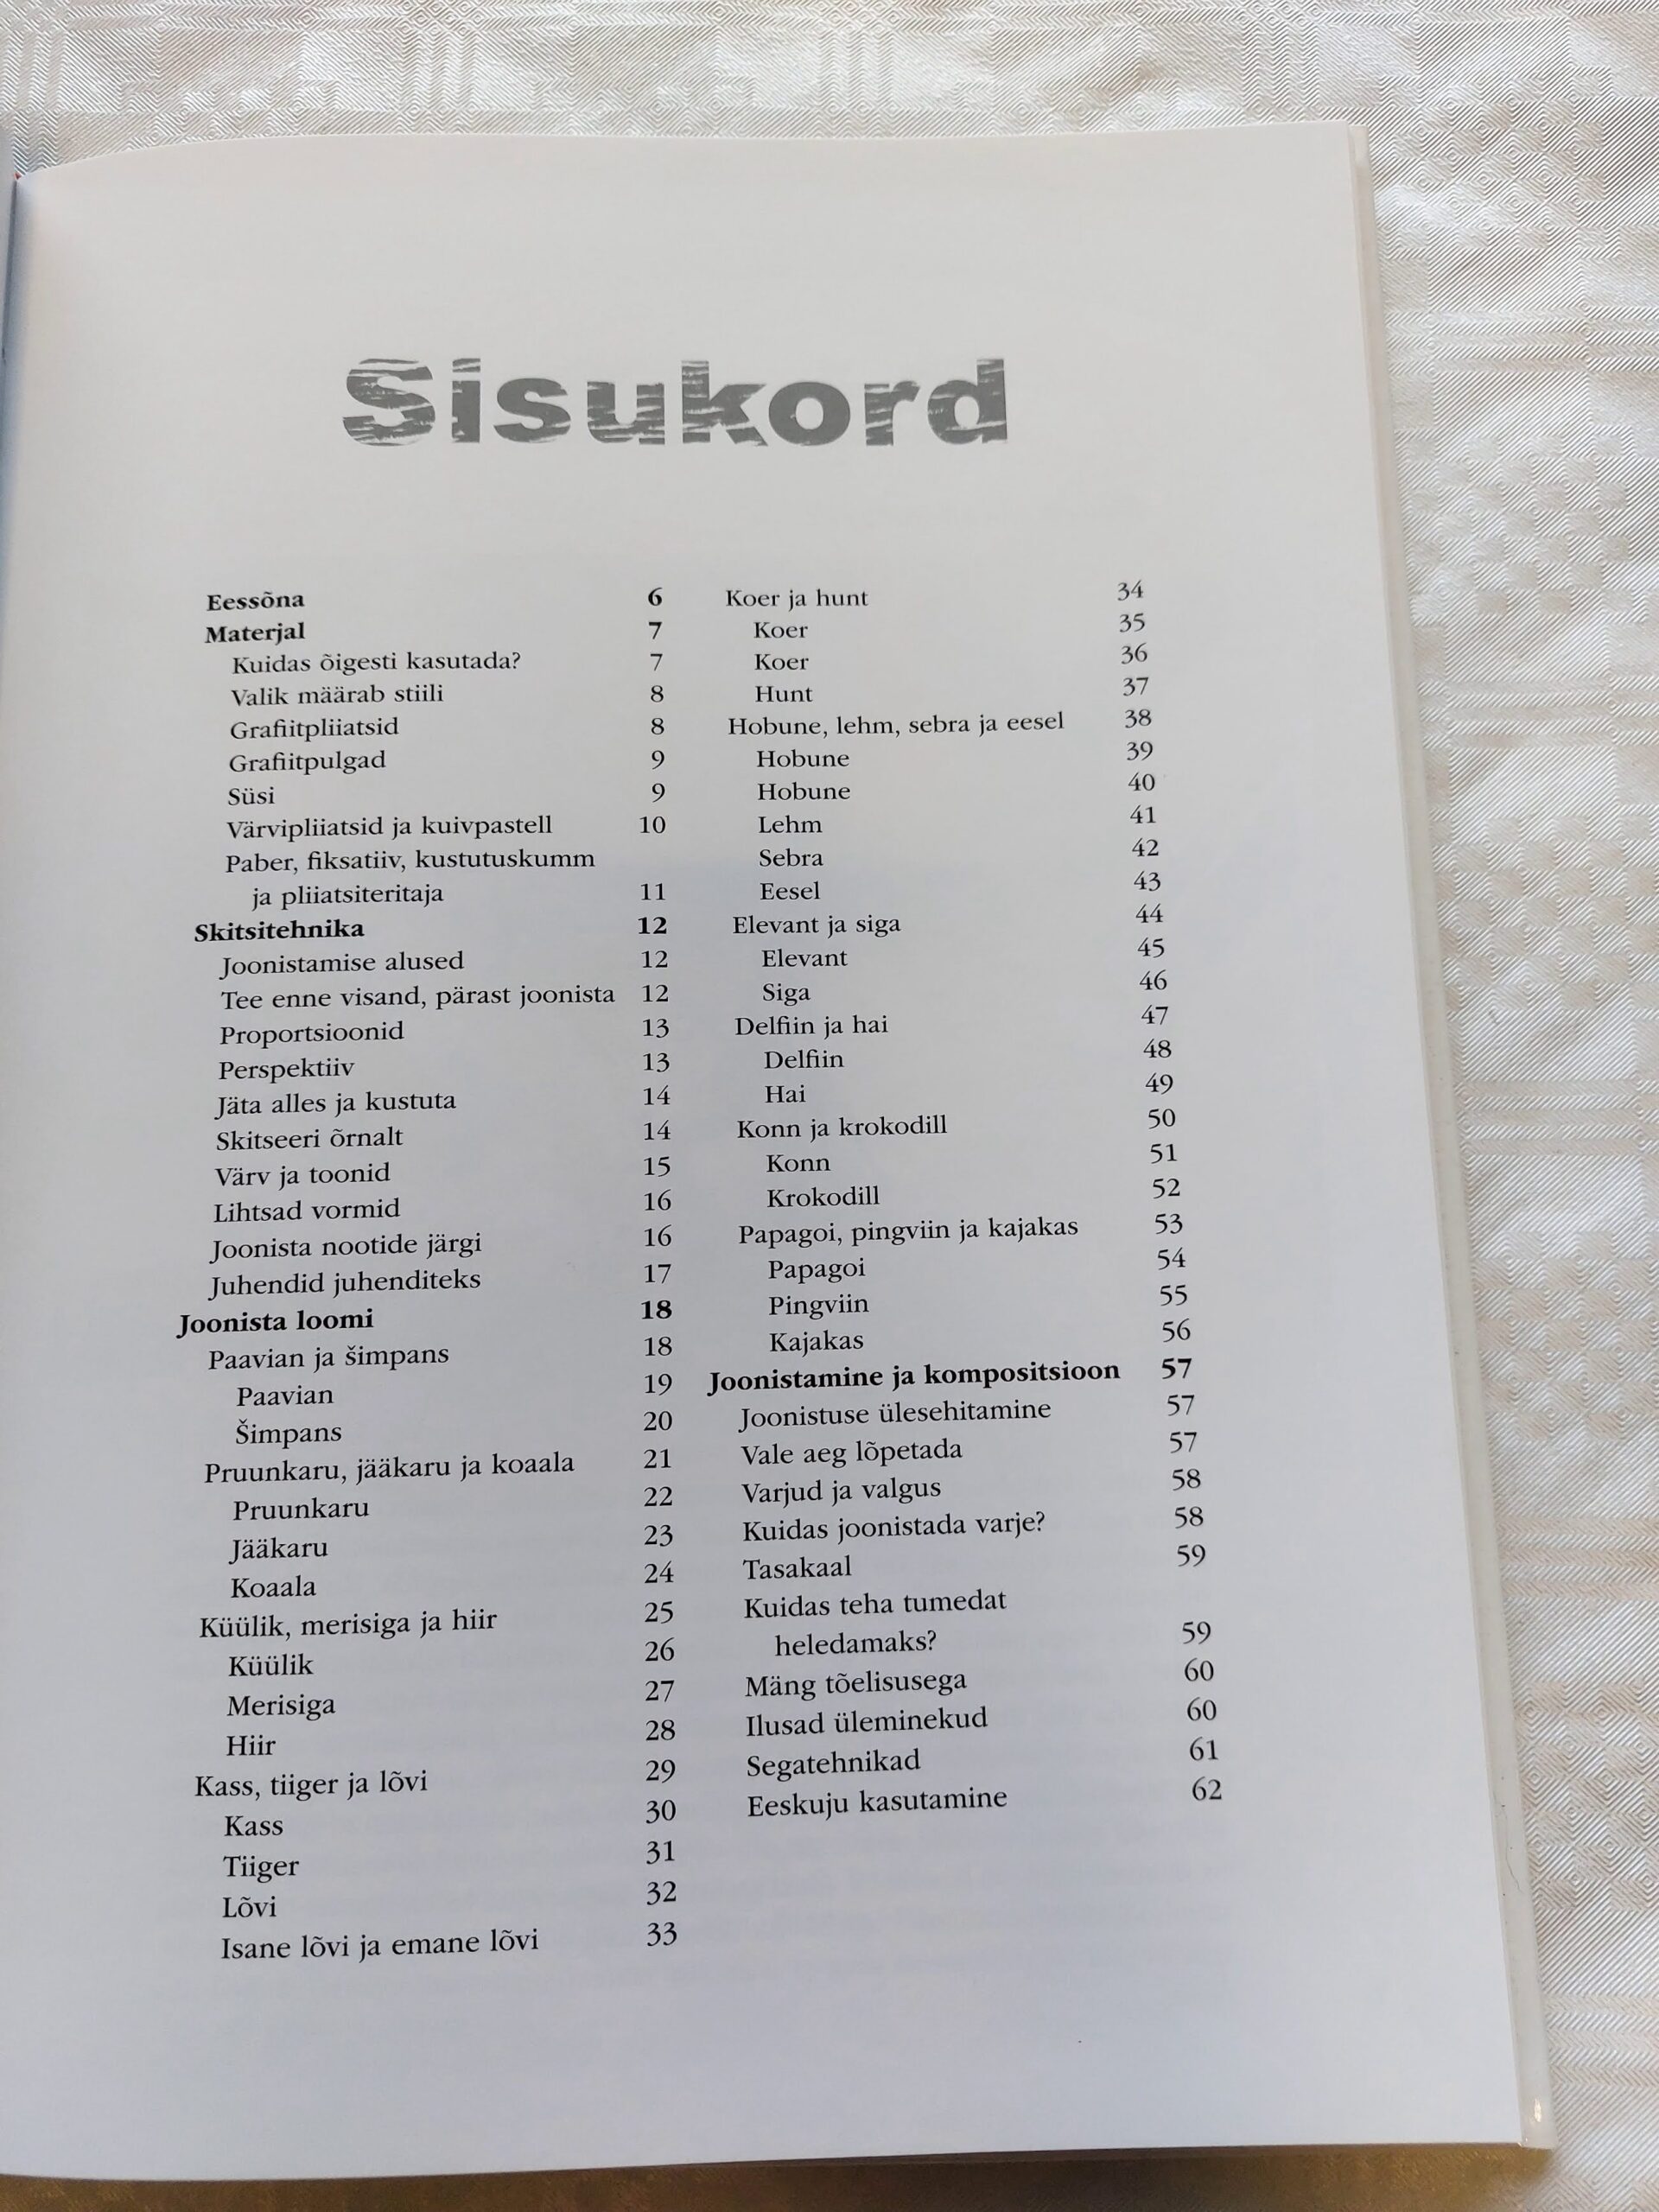 Sisukord
Eessõna 6
Materjal 7
Kuidas õigesti kasutada? 7
Valik määrab stiili 8
Grafiitpliiatsid 8
Grafiitpulgad 9
Süsi 9
Värvipliiatsid ja kuivpastell 10
Paber, fiksatiiv, kustutuskumm
ja pliiatsiteritaja 11
Skitsitehnika 12
Joonistamise alused 12
Tee enne visand, pärast joonista 12
Proportsioonid 13
Perspektiiv 13
Jäta alles ja kustuta 14
Skitseeri õrnalt 14
Värv ja toonid 15
Lihtsad vormid 16
Joonista nootide järgi 16
Juhendid juhenditeks 17
Joonista loomi 18
Paavian ja šimpans 18
Paavian 19
Šimpans 20
Pruunkaru, jääkaru ja koaala 21
Pruunkaru 22
Jääkaru 23
Koaala 24
Küülik, merisiga ja hiir 25
Küülik 26
Merisiga 27
Hiir 28
Kass, tiiger ja lõvi 29
Kass 30
Tiiger 31
Lõvi 32
Isane lõvi ja emane lõvi 33
Koer ja hunt 34
Koer 35
Koer 36
Hunt 37
Hobune, lehm, sebra ja eesel 38
Hobune 39
Hobune 40
Lehm 41
Sebra 42
Eesel 43
Elevant ja siga 44
Elevant 45
Siga 46
Delfiin ja hai 47
Delfiin 48
Hai 49
Konn ja krokodill 50
Konn 51
Krokodill 52
Papagoi, pingviin ja kajakas 53
Papagoi 54
Pingviin 55
Kajakas 56
Joonistamine ja kompositsioon 57
Joonistuse ülesehitamine 57
Vale aeg lõpetada 57
Varjud ja valgus 58
Kuidas joonistada varje? 58
Tasakaal 59
Kuidas teha tumedat
heledamaks? 59
Mäng tõelisusega 60
Ilusad üleminekud 60
Segatehnikad 61
Eeskuju kasutamine 62